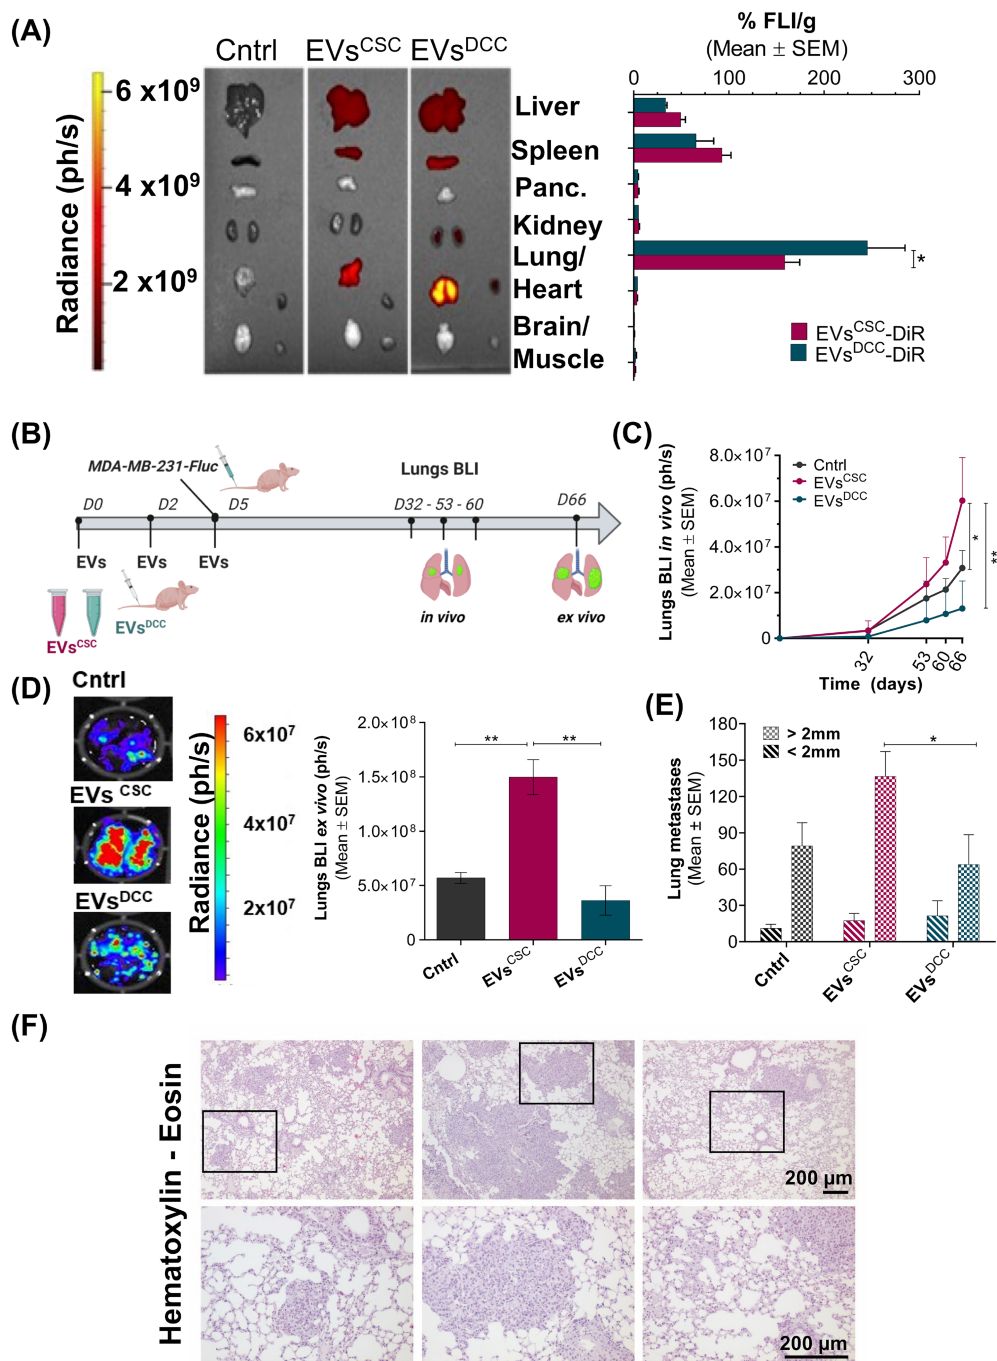 (A)
Cntrl
EVsCSC
EVsDCC
Radiance (ph/s)
6 x10⁹
4 x10⁹
2 x10⁹
Liver
Spleen
Panc.
Kidney
Lung/
Heart
Brain/
Muscle
% FLI/g
(Mean ± SEM)
0 100 200 300
*
EVsCSC-DiR
EVsDCC-DiR
(B)
MDA-MB-231-Fluc
Lungs BLI
D0 D2 D5 D32 - 53 - 60 D66
EVs EVs EVs
EVsCSC
EVsDCC
in vivo
ex vivo
(C)
Lungs BLI in vivo (ph/s)
(Mean ± SEM)
8.0×10⁷
6.0×10⁷
4.0×10⁷
2.0×10⁷
0
Cntrl
EVsCSC
EVsDCC
*
**
32 53 60 66
Time (days)
(D)
Cntrl
EVs CSC
EVsDCC
Radiance (ph/s)
6x10⁷
4x10⁷
2x10⁷
Lungs BLI ex vivo (ph/s)
(Mean ± SEM)
2.0×10⁸
1.5×10⁸
1.0×10⁸
5.0×10⁷
0
** **
Cntrl
EVsCSC
EVsDCC
(E)
Lung metastases
(Mean ± SEM)
180
150
120
90
60
30
0
> 2mm
< 2mm
*
Cntrl
EVsCSC
EVsDCC
(F)
Hematoxylin - Eosin
200 µm
200 µm